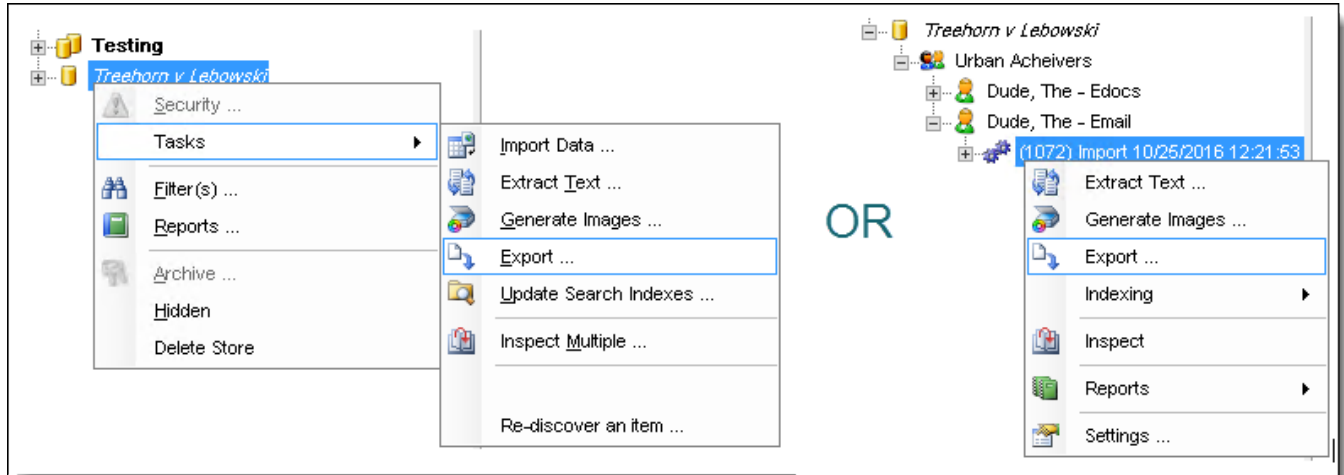 Testing
Treehorn v Lebowski
Security ...
Tasks
Filter(s) ...
Reports ...
Archive ...
Hidden
Delete Store
Import Data ...
Extract Text ...
Generate Images ...
Export ...
Update Search Indexes ...
Inspect Multiple ...
Re-discover an item ...
OR
Treehorn v Lebowski
Urban Acheivers
Dude, The - Edocs
Dude, The - Email
(1072) Import 10/25/2016 12:21:53
Extract Text ...
Generate Images ...
Export ...
Indexing
Inspect
Reports
Settings ...